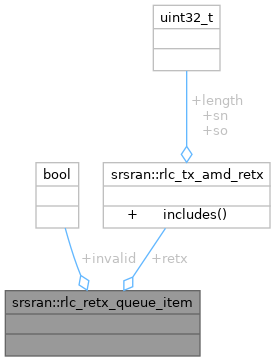 uint32_t
+length
+sn
+so
bool
srsran::rlc_tx_amd_retx
+ includes()
+invalid
+retx
srsran::rlc_retx_queue_item